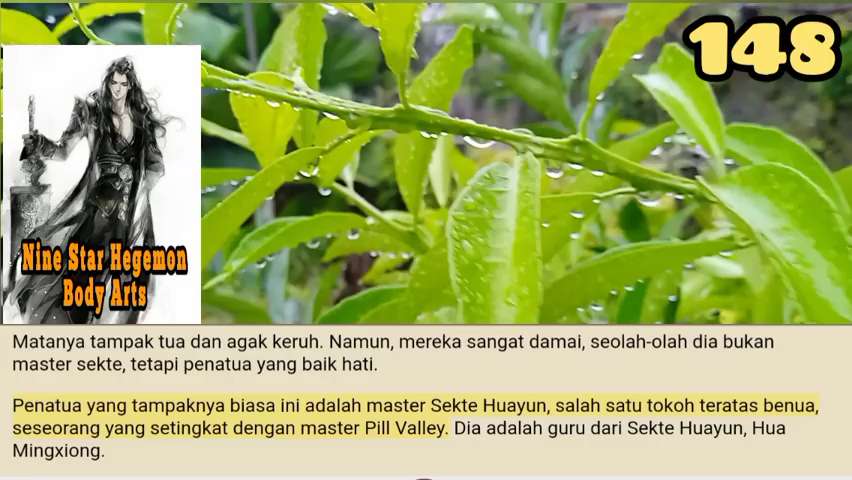 148
Nine Star Hegemon
Body Arts
Matanya tampak tua dan agak keruh. Namun, mereka sangat damai, seolah-olah dia bukan
master sekte, tetapi penatua yang baik hati.
Penatua yang tampaknya biasa ini adalah master Sekte Huayun, salah satu tokoh teratas benua,
seseorang yang setingkat dengan master Pill Valley. Dia adalah guru dari Sekte Huayun, Hua
Mingxiong.